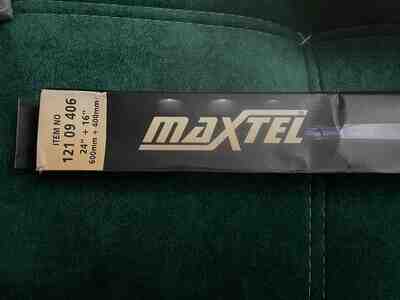 ITEM NO
121 09 406
24" + 16"
600mm + 400mm
MAXTEL